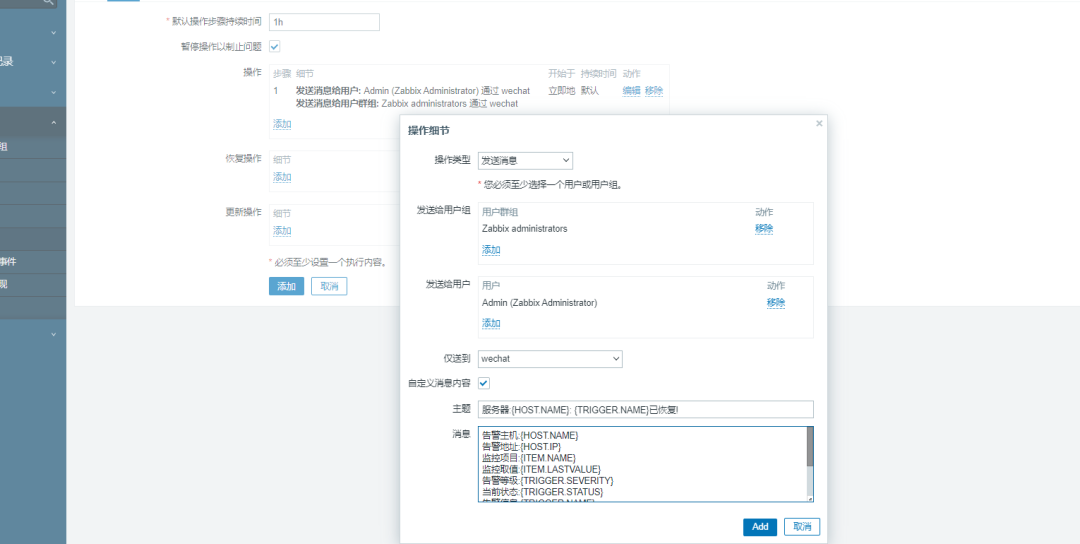 * 默认操作步骤持续时间 1h
暂停操作以制止问题
记录
操作 步骤 细节 开始于 持续时间 动作
1 发送消息给用户: Admin (Zabbix Administrator) 通过 wechat 立即地 默认 编辑 移除
发送消息给用户群组: Zabbix administrators 通过 wechat
添加
组
恢复操作 细节
添加
更新操作 细节
添加
事件
* 必须至少设置一个执行内容。
观
添加 取消
操作细节 ×
操作类型 发送消息
* 您必须至少选择一个用户或用户组。
发送给用户组 用户群组 动作
Zabbix administrators 移除
添加
发送给用户 用户 动作
Admin (Zabbix Administrator) 移除
添加
仅送到 wechat
自定义消息内容
主题 服务器:{HOST.NAME}: {TRIGGER.NAME}已恢复!
消息 告警主机:{HOST.NAME}
告警地址:{HOST.IP}
监控项目:{ITEM.NAME}
监控取值:{ITEM.LASTVALUE}
告警等级:{TRIGGER.SEVERITY}
当前状态:{TRIGGER.STATUS}
告警信息:{TRIGGER.NAME}
Add 取消